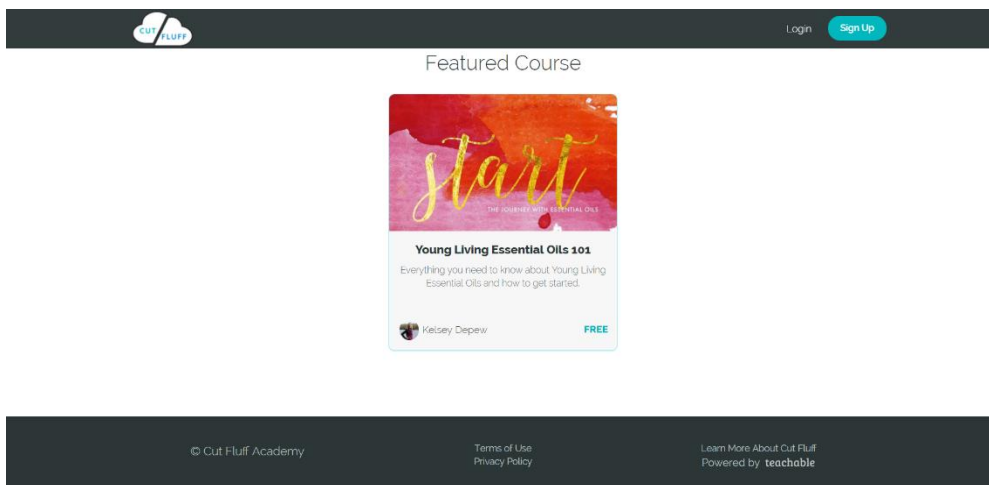 CUT FLUFF
Login
Sign Up
Featured Course
start
THE JOURNEY WITH ESSENTIAL OILS
Young Living Essential Oils 101
Everything you need to know about Young Living
Essential Oils and how to get started.
Kelsey Depew
FREE
© Cut Fluff Academy
Terms of Use
Privacy Policy
Learn More About Cut Fluff
Powered by teachable